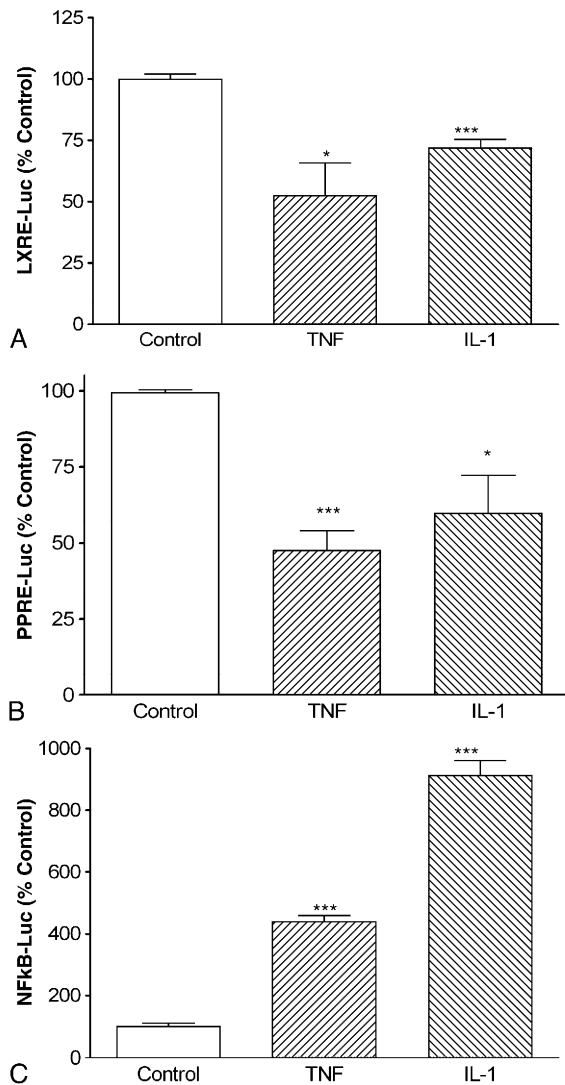 125
100
75
50
25
0
LXRE-Luc (% Control)
*
***
Control TNF IL-1
A
100
75
50
25
0
PPRE-Luc (% Control)
***
*
Control TNF IL-1
B
1000
800
600
400
200
0
NFkB-Luc (% Control)
***
***
Control TNF IL-1
C